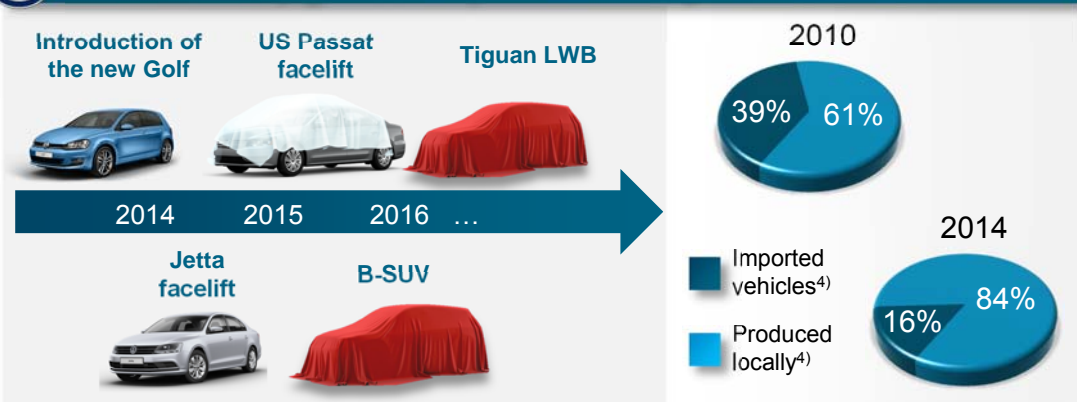 Introduction of
the new Golf
US Passat
facelift
Tiguan LWB
2014
2015
2016
...
Jetta
facelift
B-SUV
2010
39%
61%
2014
84%
16%
Imported
vehicles4)
Produced
locally4)